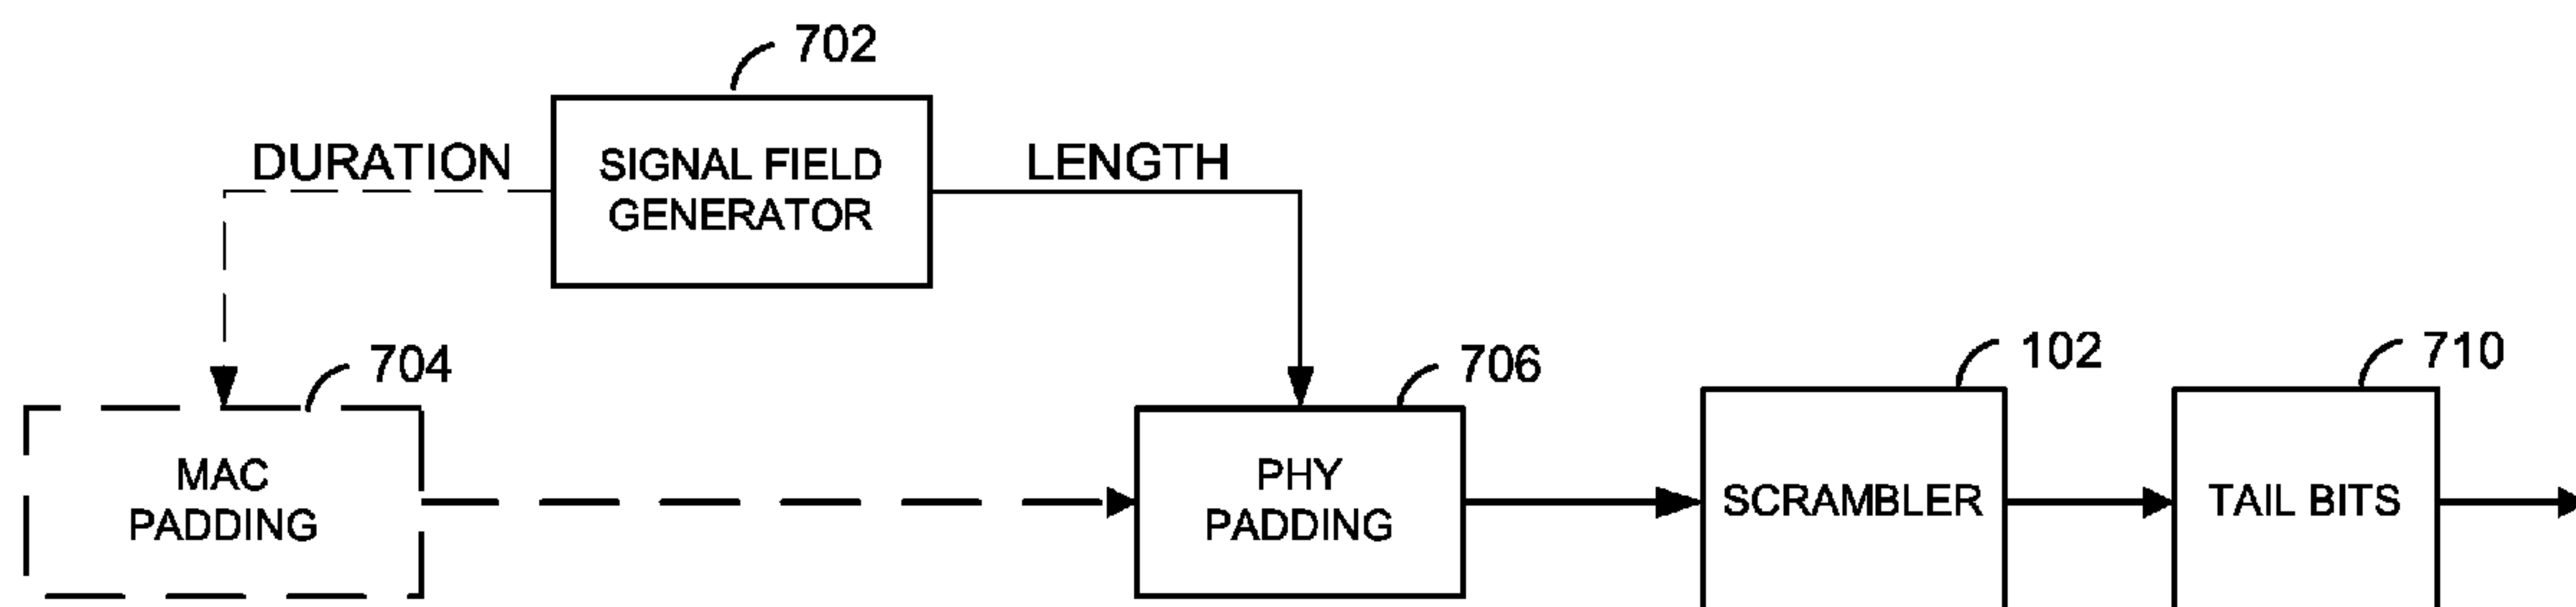 702
DURATION
SIGNAL FIELD
GENERATOR
LENGTH
704
MAC
PADDING
706
PHY
PADDING
102
SCRAMBLER
710
TAIL BITS